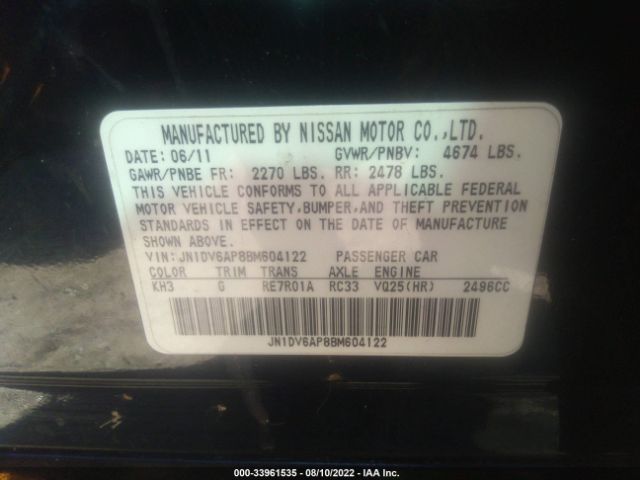 MANUFACTURED BY NISSAN MOTOR CO.,LTD.
DATE: 06/11 GVWR/PNBV: 4674 LBS.
GAWR/PNBE FR: 2270 LBS. RR: 2478 LBS.
THIS VEHICLE CONFORMS TO ALL APPLICABLE FEDERAL
MOTOR VEHICLE SAFETY,BUMPER,AND THEFT PREVENTION
STANDARDS IN EFFECT ON THE DATE OF MANUFACTURE
SHOWN ABOVE.
VIN: JN1DV6AP8BM604122 PASSENGER CAR
COLOR TRIM TRANS AXLE ENGINE
KH3 G RE7R01A RC33 VQ25(HR) 2496CC
JN1DV6AP8BM604122
000-33961535 - 08/10/2022 - IAA Inc.